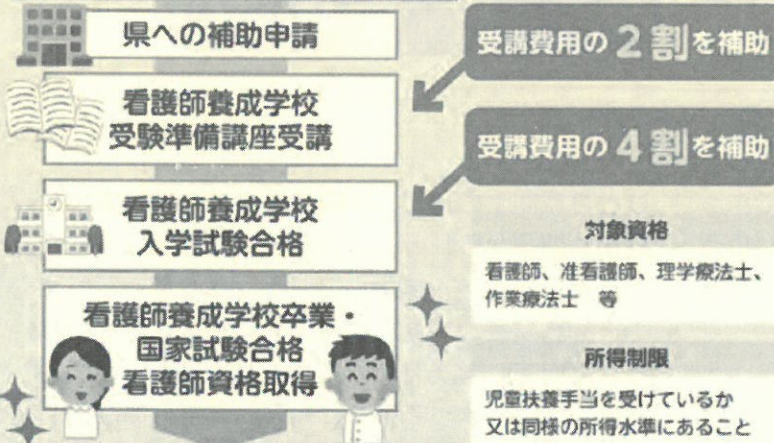 県への補助申請
看護師養成学校
受験準備講座受講
看護師養成学校
入学試験合格
看護師養成学校卒業・
国家試験合格
看護師資格取得
受講費用の2割を補助
受講費用の4割を補助
対象資格
看護師、准看護師、理学療法士、
作業療法士 等
所得制限
児童扶養手当を受けているか
又は同様の所得水準にあること